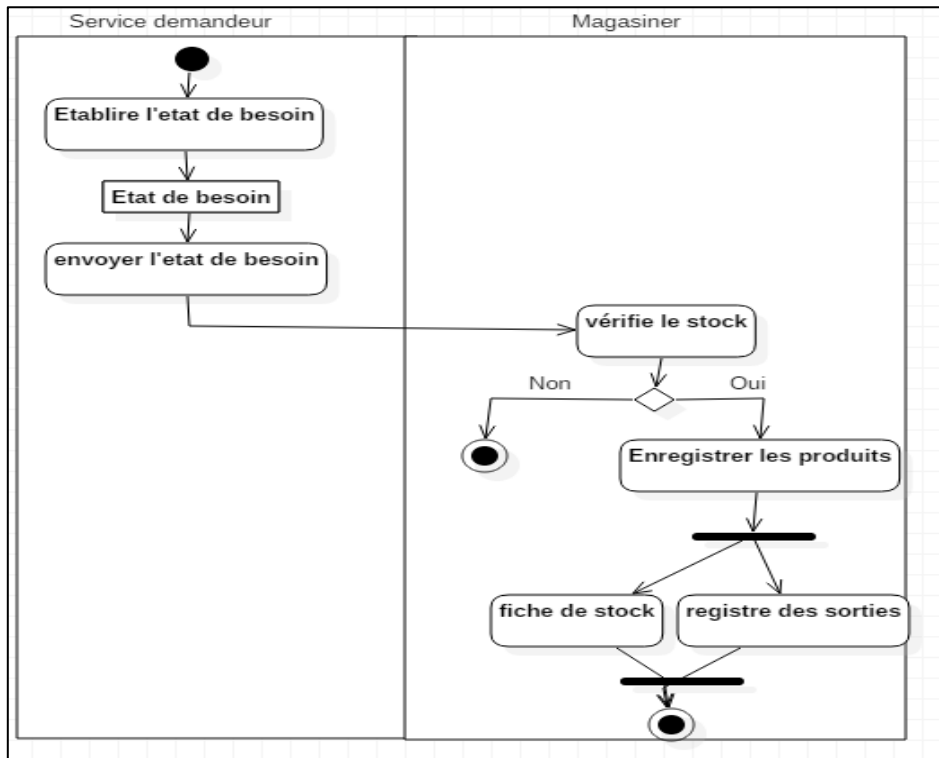 Service demandeur
Magasiner
Etablire l'etat de besoin
Etat de besoin
envoyer l'etat de besoin
vérifie le stock
Non
Oui
Enregistrer les produits
fiche de stock
registre des sorties